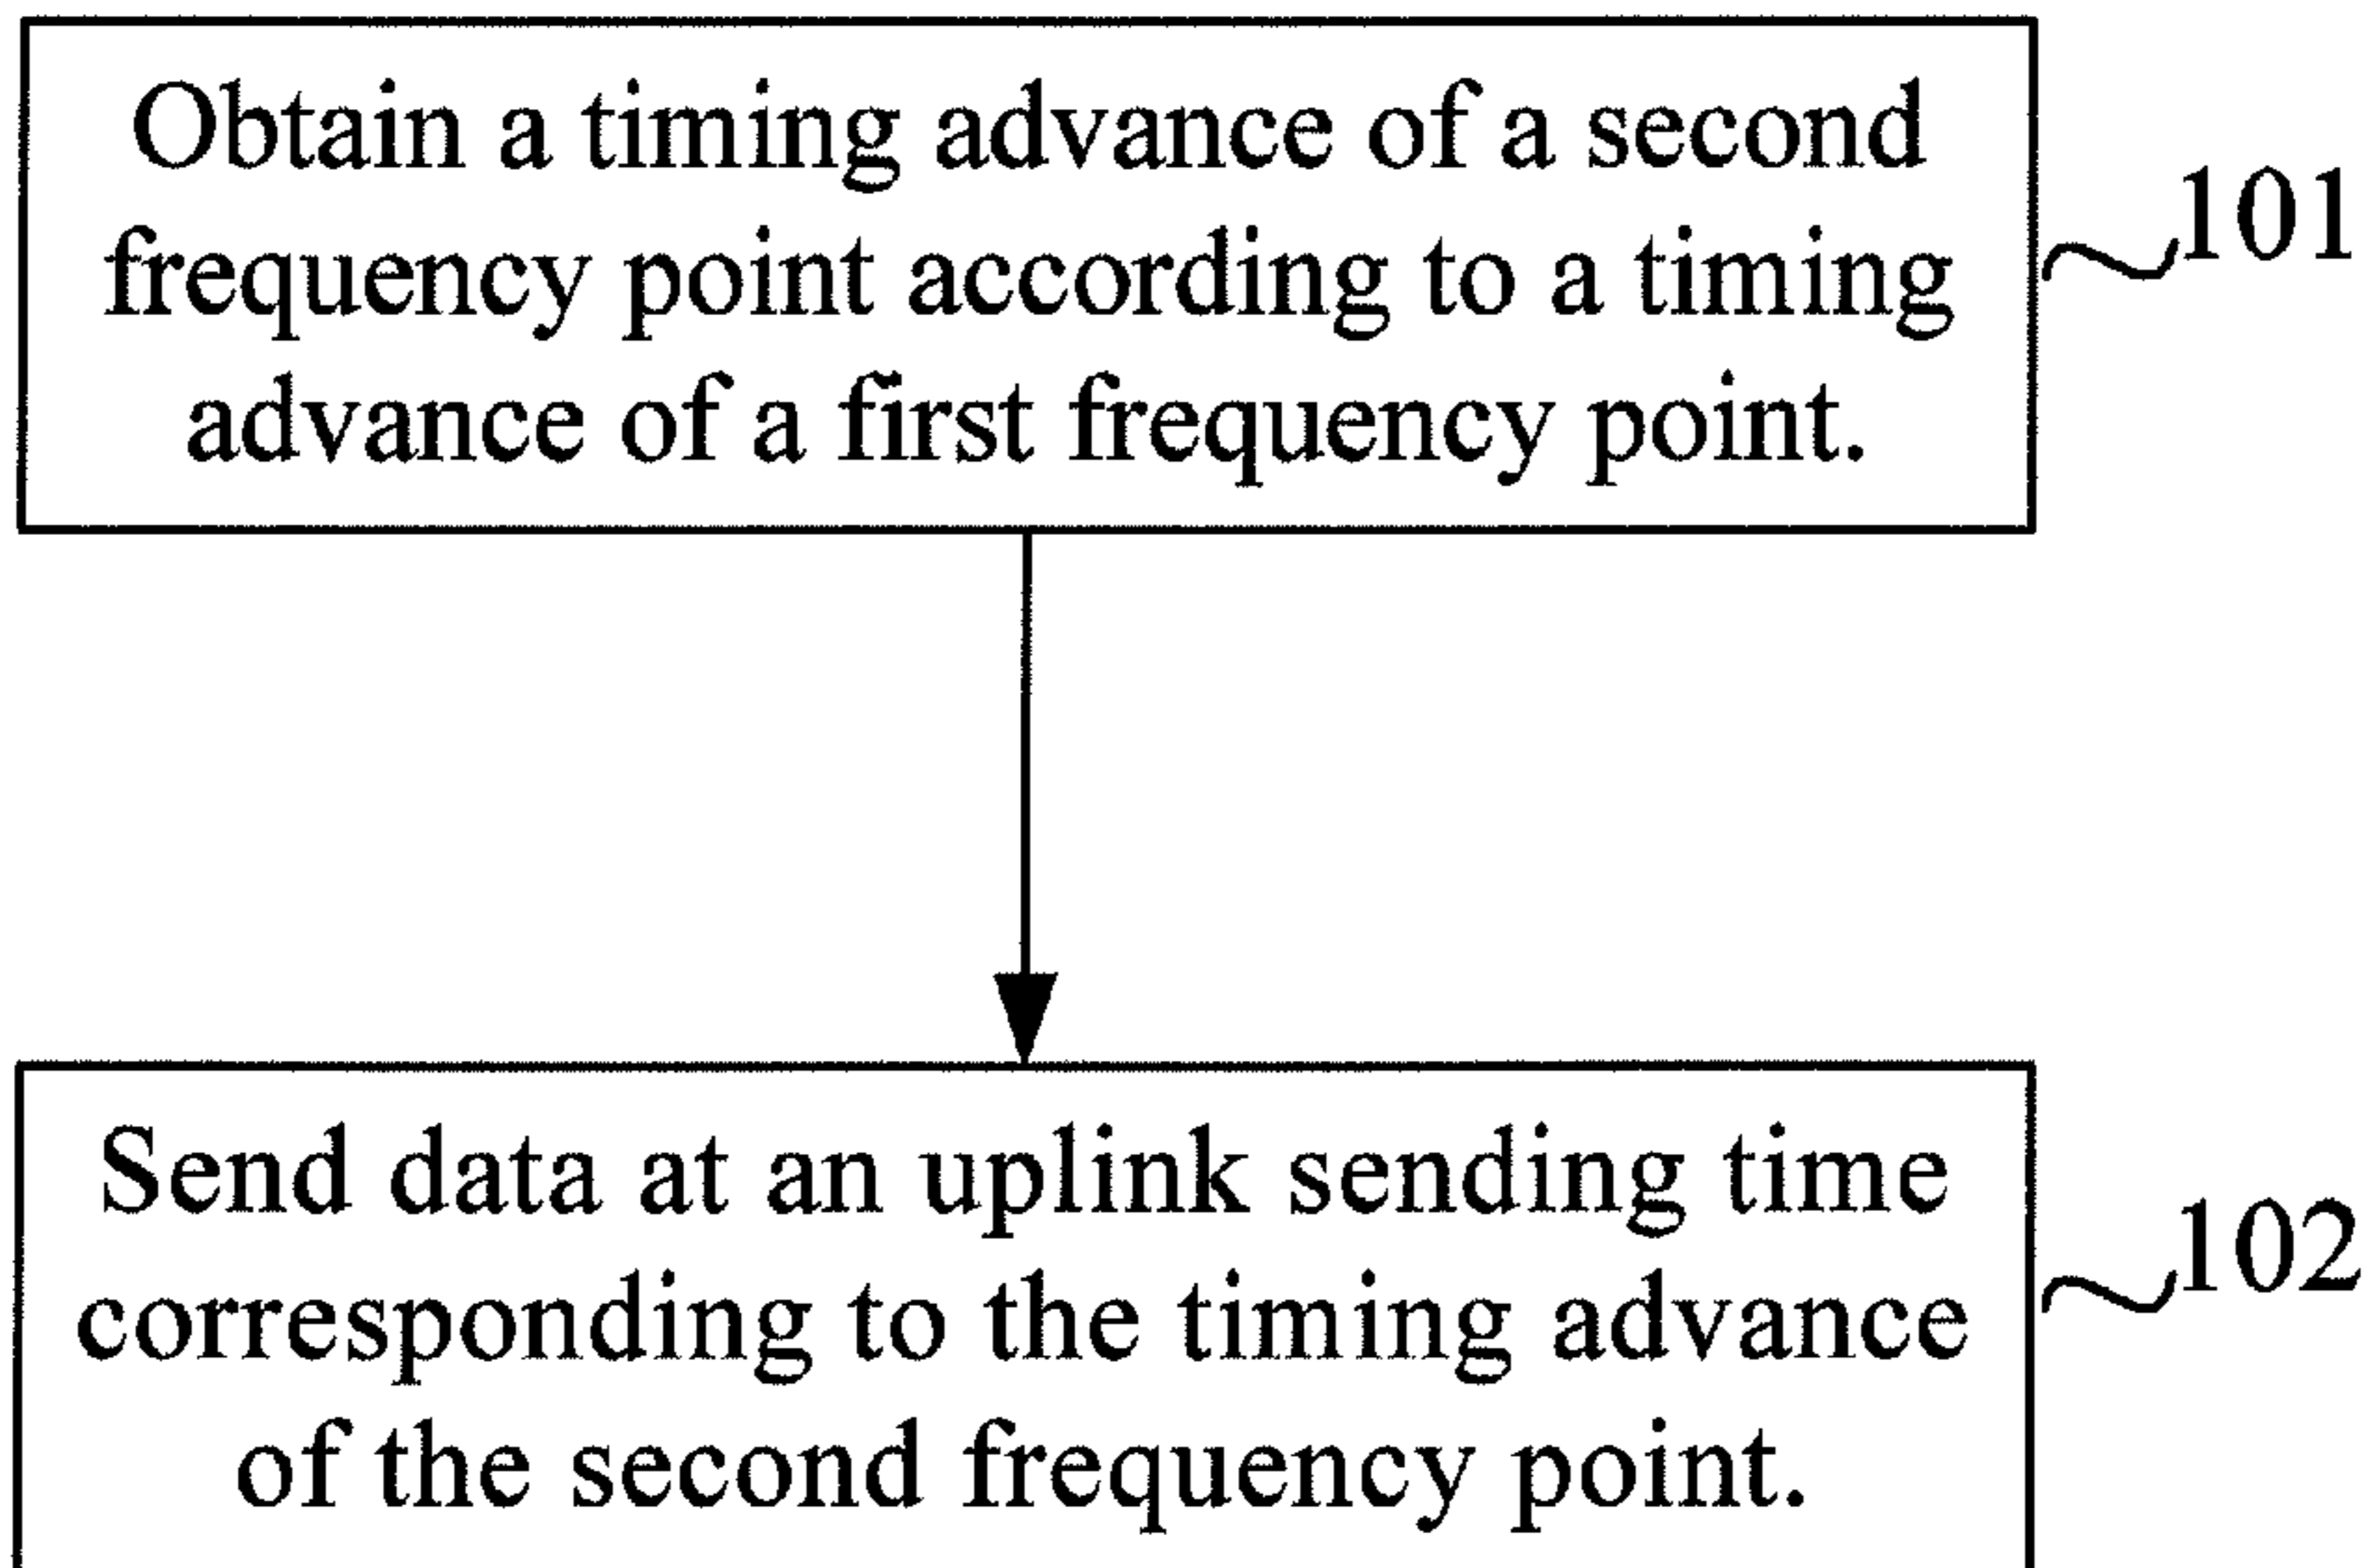 Obtain a timing advance of a second
frequency point according to a timing
advance of a first frequency point.
101
Send data at an uplink sending time
corresponding to the timing advance
of the second frequency point.
102